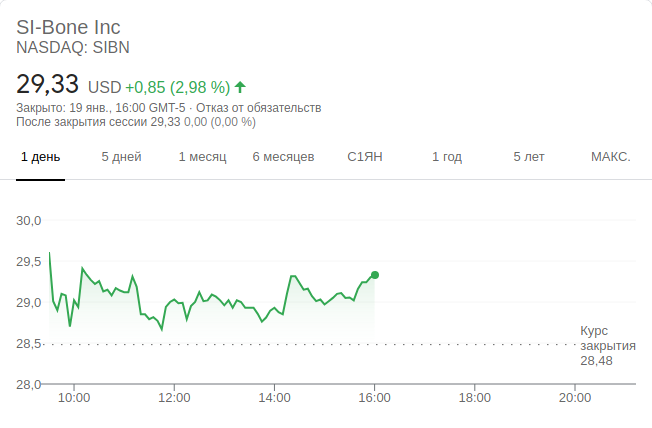 SI-Bone Inc
NASDAQ: SIBN
29,33 USD +0,85 (2,98 %)
Закрыто: 19 янв., 16:00 GMT-5 · Отказ от обязательств
После закрытия сессии 29,33 0,00 (0,00 %)
1 день 5 дней 1 месяц 6 месяцев С1ЯН 1 год 5 лет МАКС.
30,0
29,5
29,0
28,5
28,0
Курс
закрытия
28,48
10:00 12:00 14:00 16:00 18:00 20:00